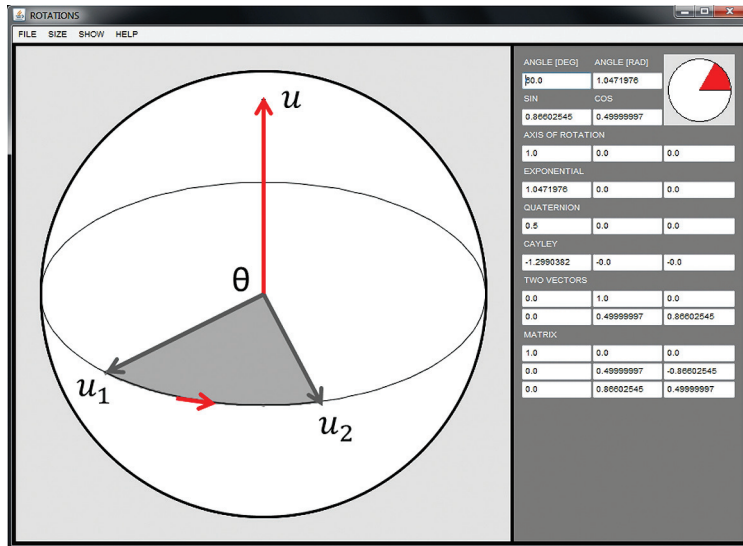 ROTATIONS
FILE SIZE SHOW HELP
u
θ
u₁
u₂
ANGLE [DEG] ANGLE [RAD]
60.0 1.0471976
SIN COS
0.86602545 0.49999997
AXIS OF ROTATION
1.0 0.0 0.0
EXPONENTIAL
1.0471976 0.0 0.0
QUATERNION
0.5 0.0 0.0
CAYLEY
-1.2990382 -0.0 -0.0
TWO VECTORS
0.0 1.0 0.0
0.0 0.49999997 0.86602545
MATRIX
1.0 0.0 0.0
0.0 0.49999997 -0.86602545
0.0 0.86602545 0.49999997